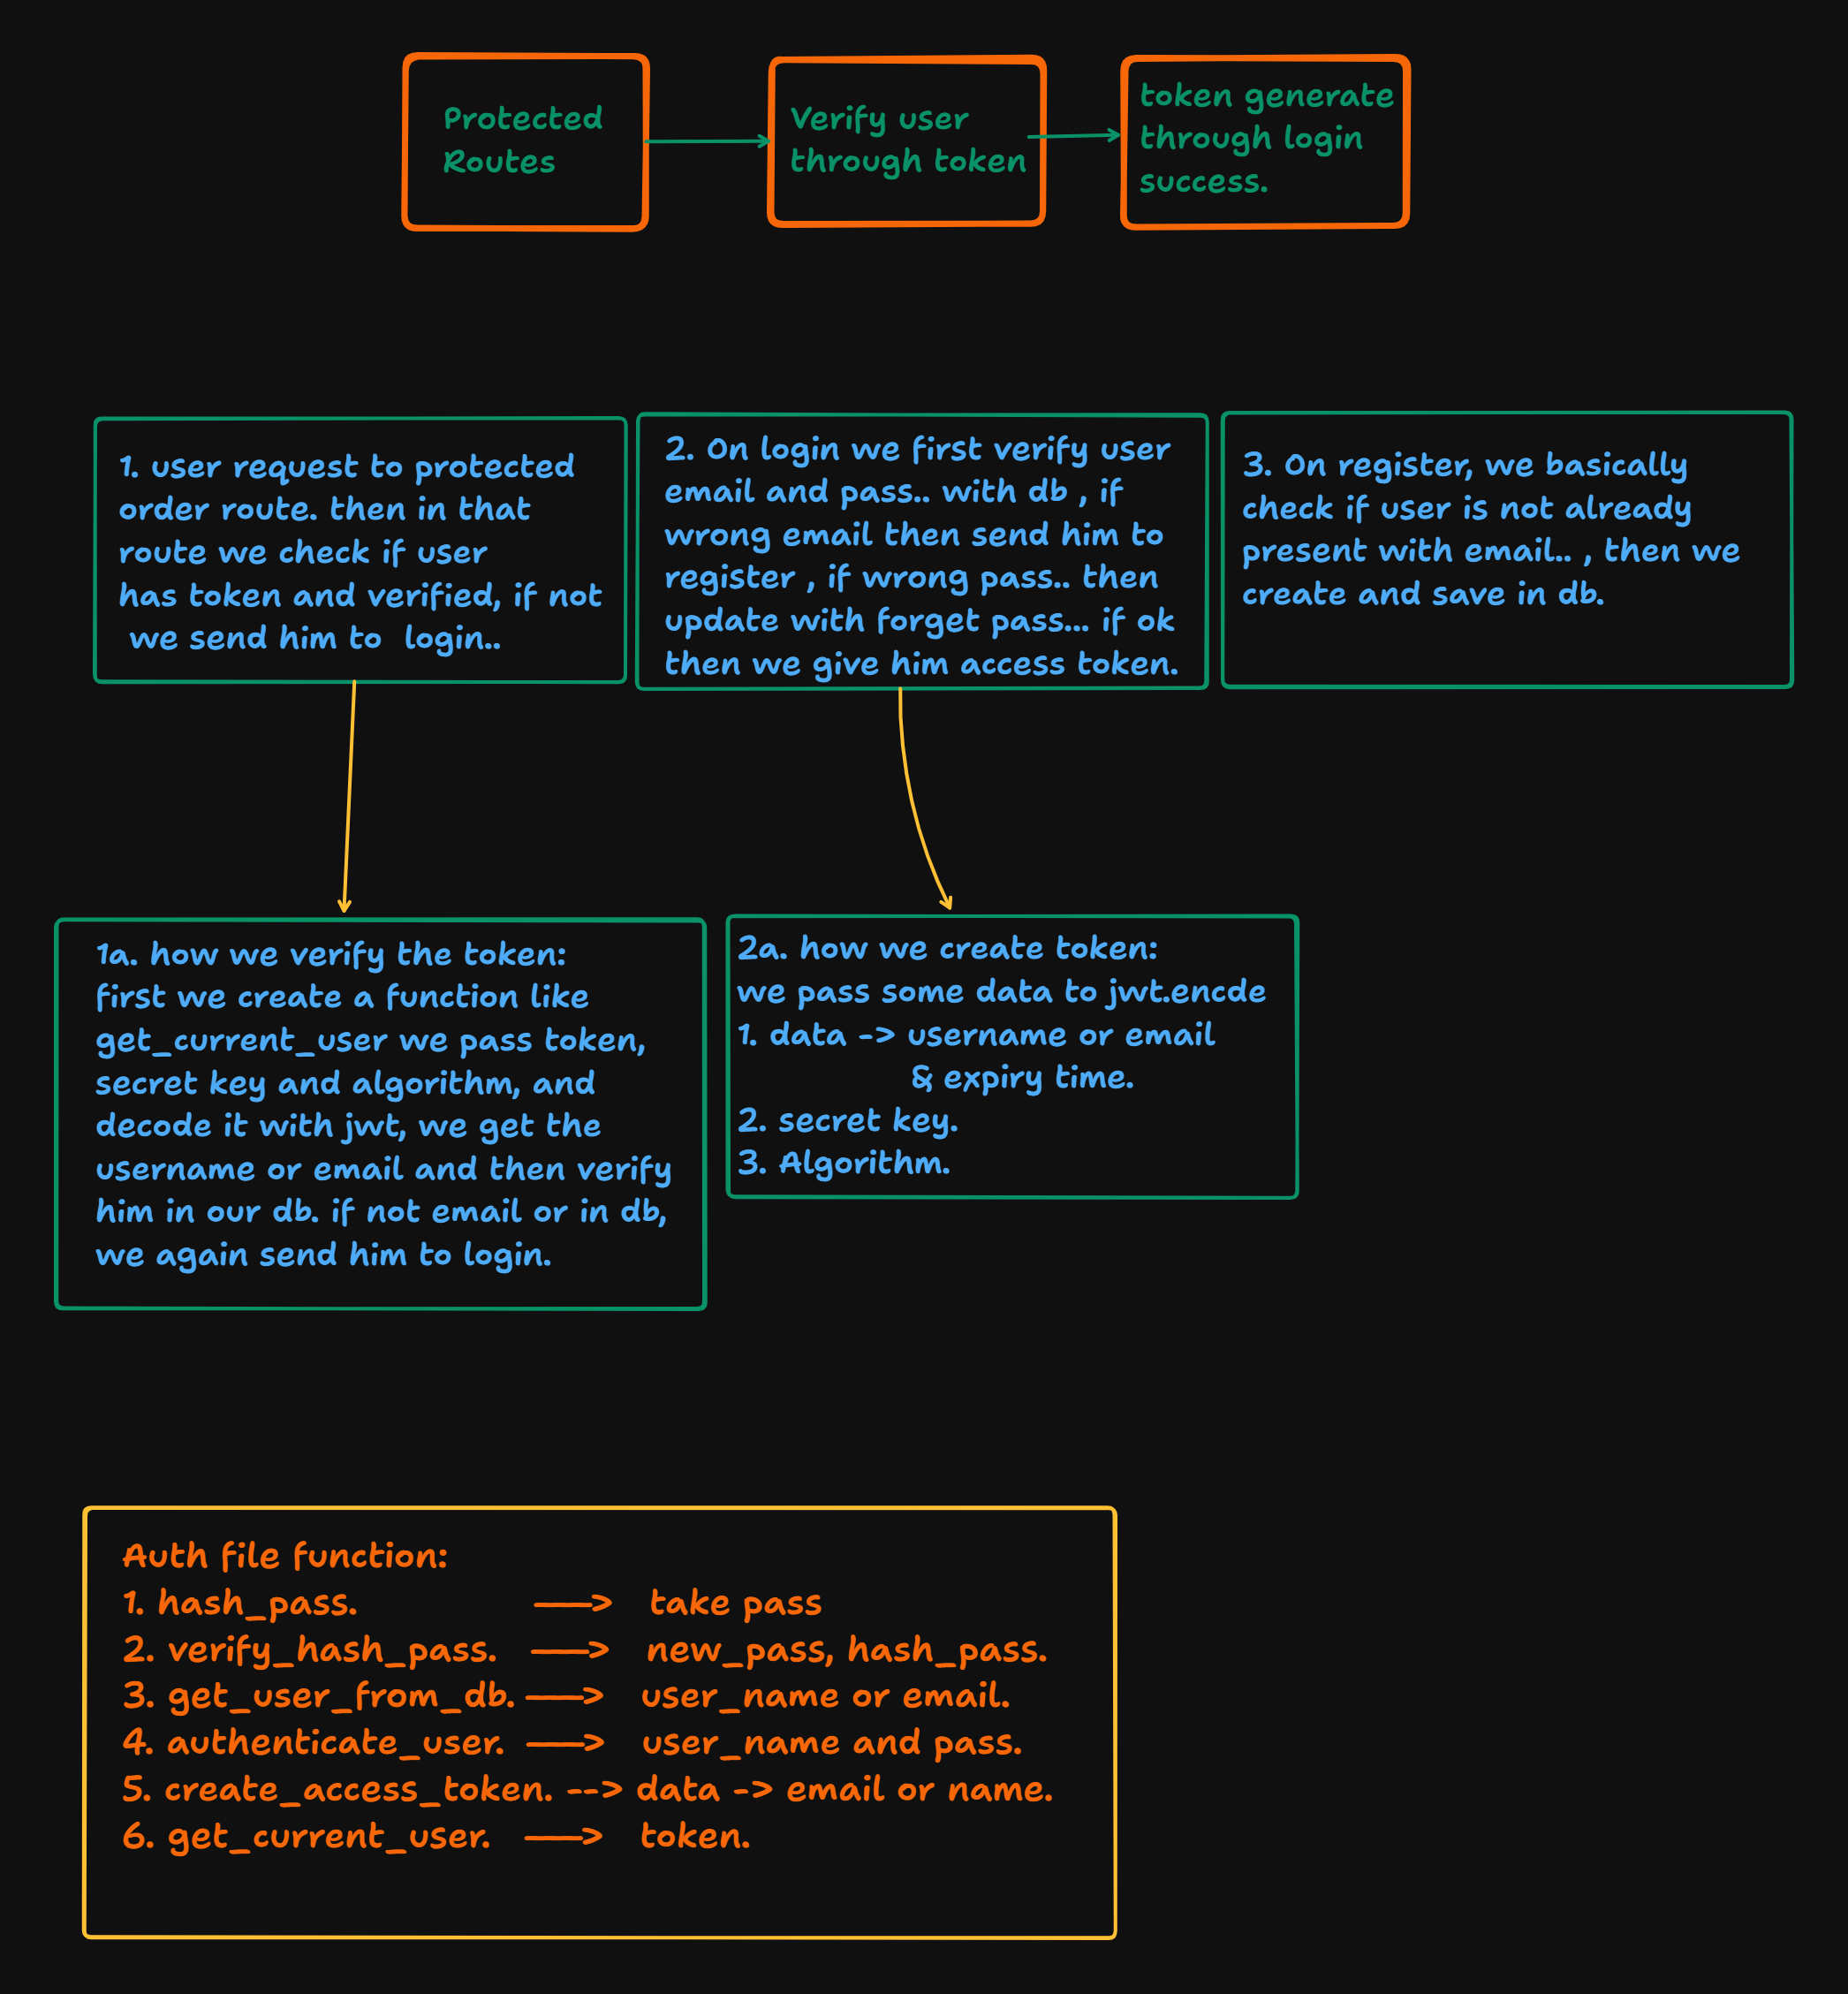 Protected
Routes
Verify user
through token
token generate
through login
success.
1. user request to protected
order route. then in that
route we check if user
has token and verified, if not
we send him to login..
2. On login we first verify user
email and pass.. with db , if
wrong email then send him to
register , if wrong pass.. then
update with forget pass... if ok
then we give him access token.
3. On register, we basically
check if user is not already
present with email.. , then we
create and save in db.
1a. how we verify the token:
first we create a function like
get_current_user we pass token,
secret key and algorithm, and
decode it with jwt, we get the
username or email and then verify
him in our db. if not email or in db,
we again send him to login.
2a. how we create token:
we pass some data to jwt.encde
1. data -> username or email
& expiry time.
2. secret key.
3. Algorithm.
Auth file function:
1. hash_pass. ---> take pass
2. verify_hash_pass. ---> new_pass, hash_pass.
3. get_user_from_db. ---> user_name or email.
4. authenticate_user. ---> user_name and pass.
5. create_access_token. --> data -> email or name.
6. get_current_user. ---> token.